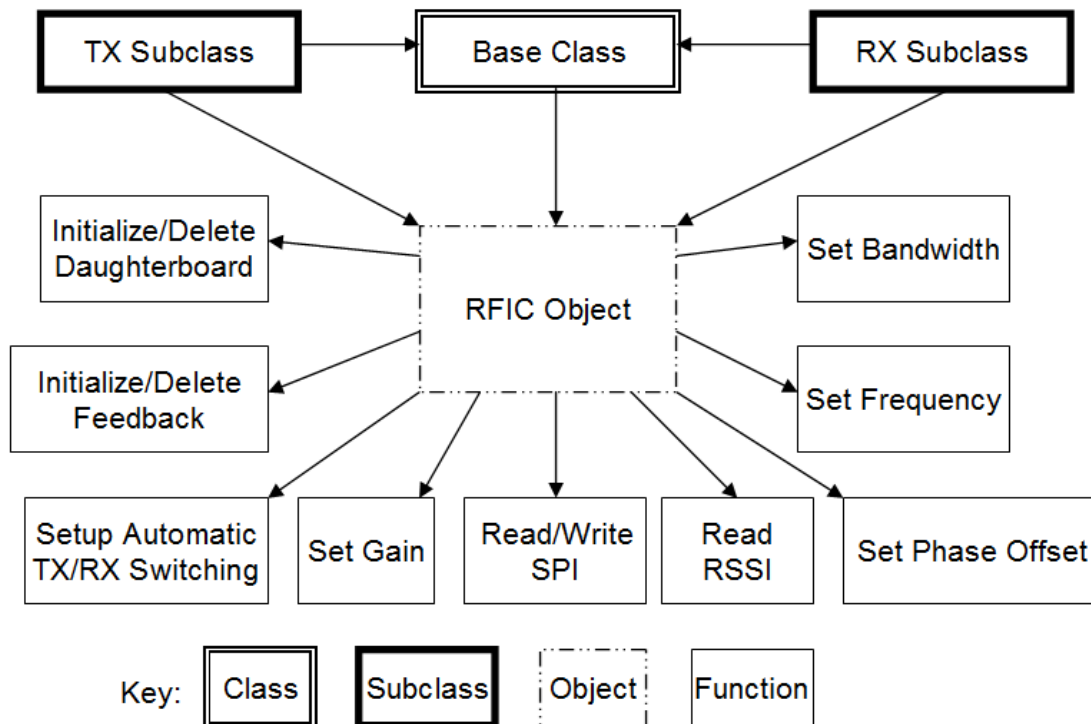 TX Subclass
Base Class
RX Subclass
Initialize/Delete
Daughterboard
Set Bandwidth
RFIC Object
Initialize/Delete
Feedback
Set Frequency
Setup Automatic
TX/RX Switching
Set Gain
Read/Write
SPI
Read
RSSI
Set Phase Offset
Key:
Class
Subclass
Object
Function